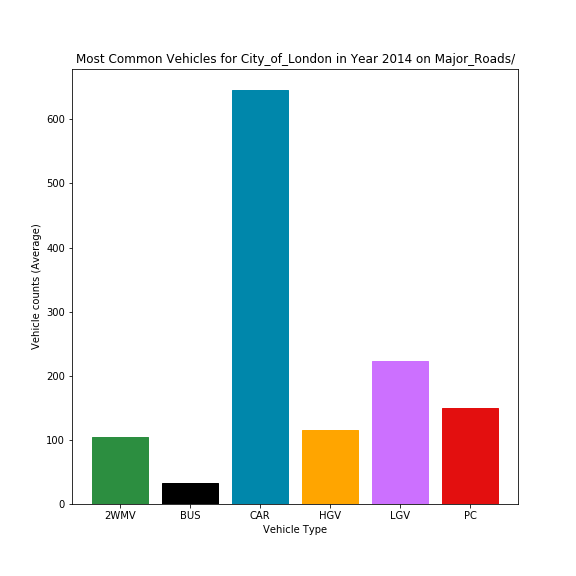 Most Common Vehicles for City_of_London in Year 2014 on Major_Roads/
Vehicle counts (Average)
600
500
400
300
200
100
0
2WMV BUS CAR HGV LGV PC
Vehicle Type